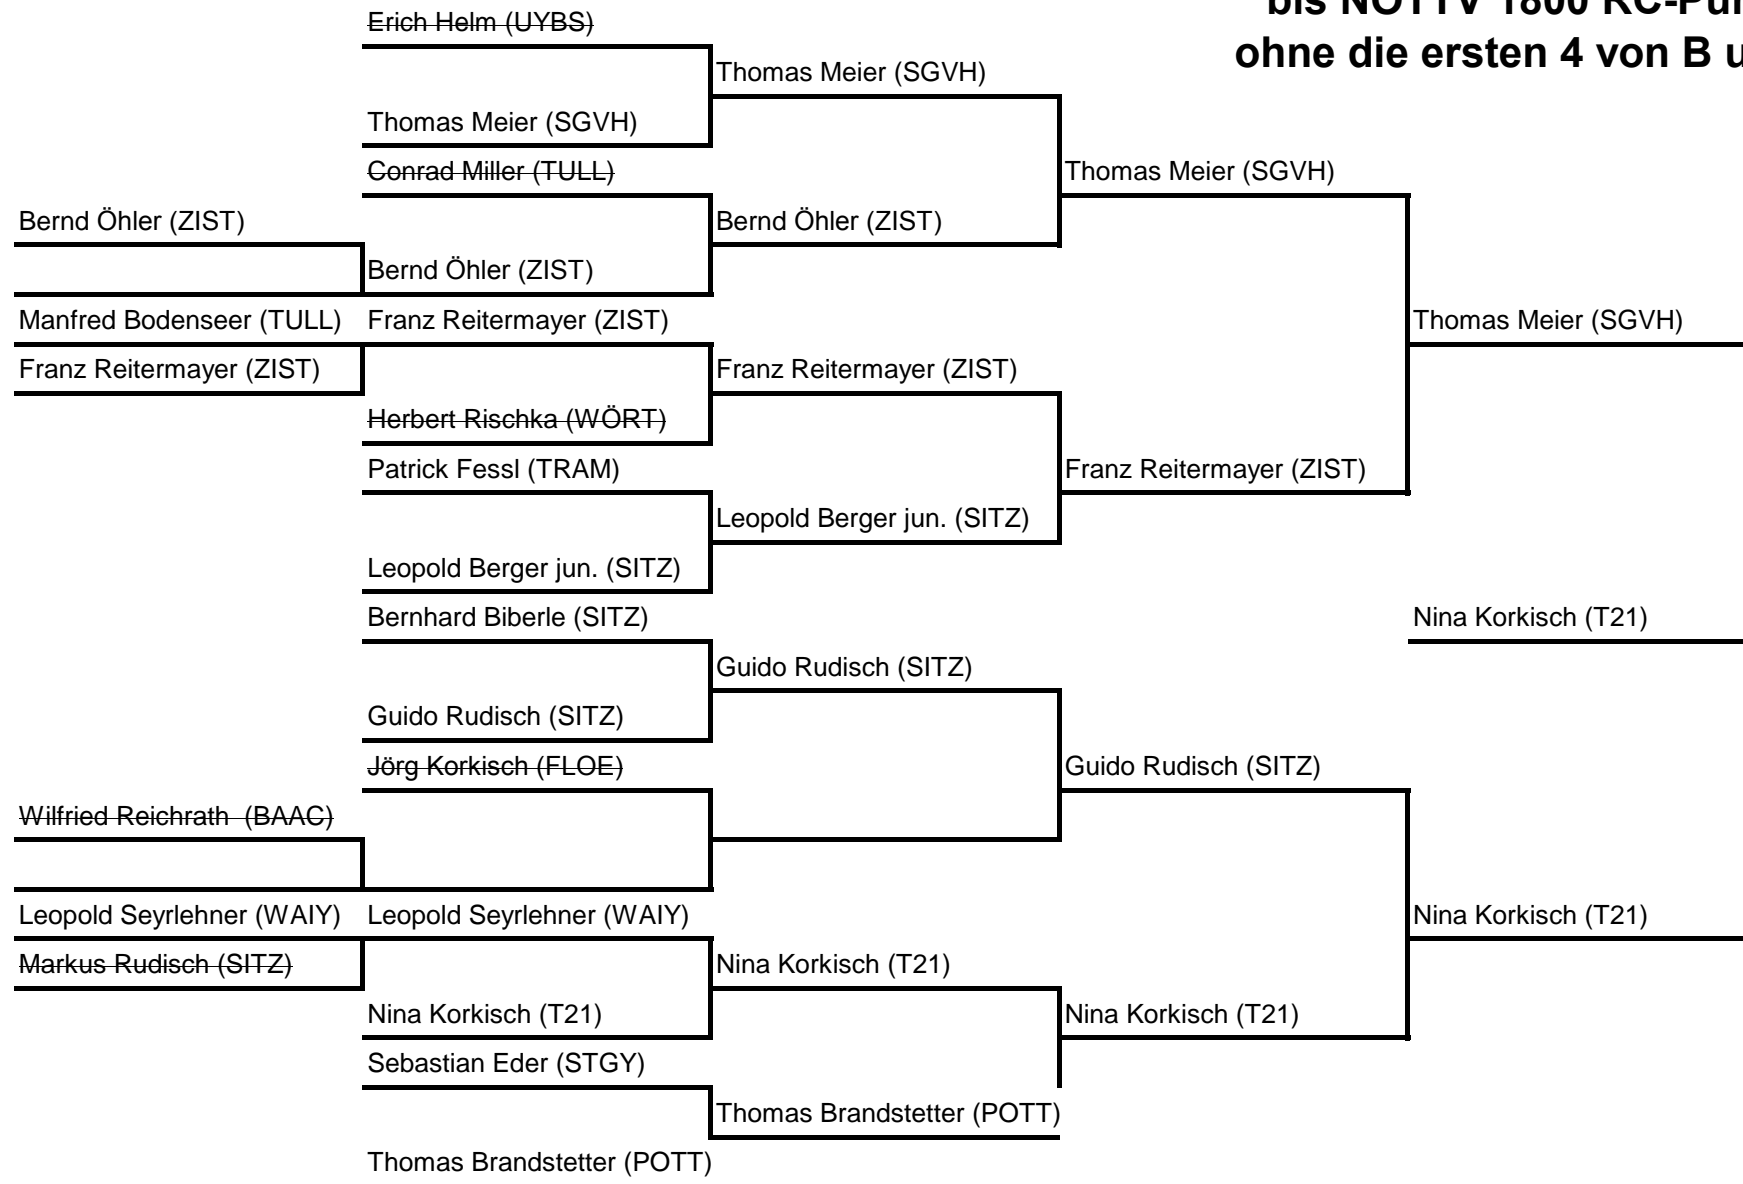 bis NÖTTV 1800 RC-Pun
ohne die ersten 4 von B u
Erich Helm (UYBS)
Thomas Meier (SGVH)
Thomas Meier (SGVH)
Conrad Miller (TULL)
Thomas Meier (SGVH)
Bernd Öhler (ZIST)
Bernd Öhler (ZIST)
Bernd Öhler (ZIST)
Manfred Bodenseer (TULL)
Franz Reitermayer (ZIST)
Thomas Meier (SGVH)
Franz Reitermayer (ZIST)
Franz Reitermayer (ZIST)
Herbert Rischka (WÖRT)
Patrick Fessl (TRAM)
Franz Reitermayer (ZIST)
Leopold Berger jun. (SITZ)
Leopold Berger jun. (SITZ)
Bernhard Biberle (SITZ)
Nina Korkisch (T21)
Guido Rudisch (SITZ)
Guido Rudisch (SITZ)
Jörg Korkisch (FLOE)
Guido Rudisch (SITZ)
Wilfried Reichrath (BAAC)
Leopold Seyrlehner (WAIY)
Leopold Seyrlehner (WAIY)
Nina Korkisch (T21)
Markus Rudisch (SITZ)
Nina Korkisch (T21)
Nina Korkisch (T21)
Nina Korkisch (T21)
Sebastian Eder (STGY)
Thomas Brandstetter (POTT)
Thomas Brandstetter (POTT)